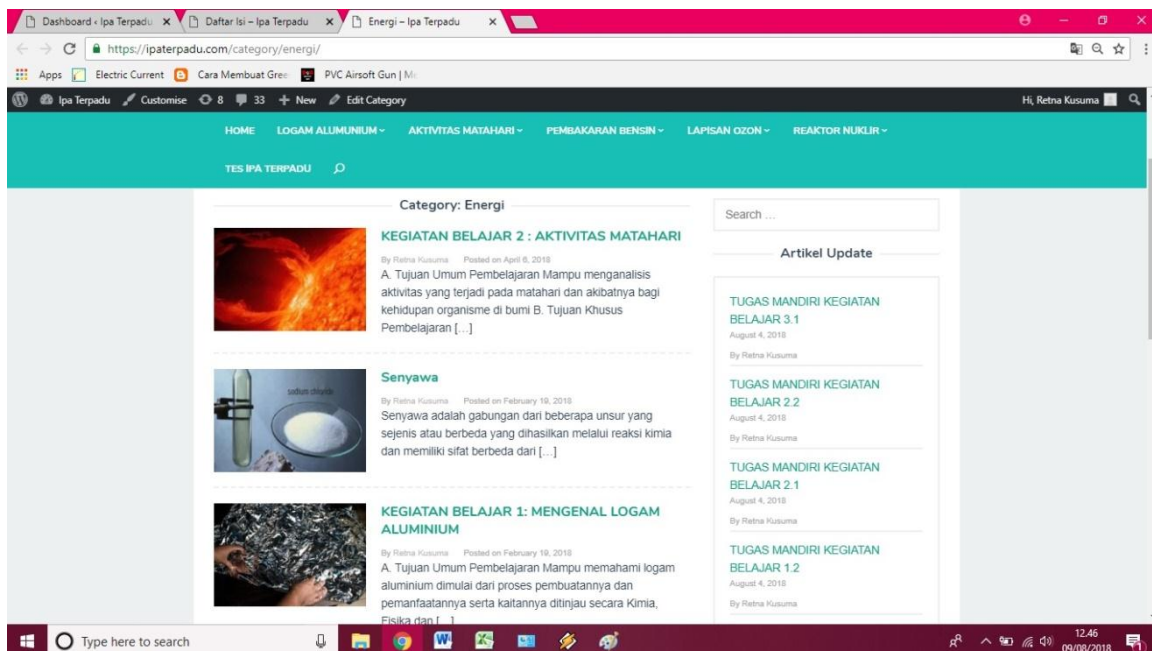 Dashboard ‹ Ipa Terpadu
Daftar Isi – Ipa Terpadu
Energi – Ipa Terpadu
https://ipaterpadu.com/category/energi/
Apps
Electric Current
Cara Membuat Gree
PVC Airsoft Gun | Mc
Ipa Terpadu
Customise
8
33
New
Edit Category
Hi, Retna Kusuma
HOME
LOGAM ALUMUNIUM
AKTIVITAS MATAHARI
PEMBAKARAN BENSIN
LAPISAN OZON
REAKTOR NUKLIR
TES IPA TERPADU
Category: Energi
KEGIATAN BELAJAR 2 : AKTIVITAS MATAHARI
By Retna Kusuma Posted on April 6, 2018
A. Tujuan Umum Pembelajaran Mampu menganalisis
aktivitas yang terjadi pada matahari dan akibatnya bagi
kehidupan organisme di bumi B. Tujuan Khusus
Pembelajaran […]
sodium chloride
Senyawa
By Retna Kusuma Posted on February 19, 2018
Senyawa adalah gabungan dari beberapa unsur yang
sejenis atau berbeda yang dihasilkan melalui reaksi kimia
dan memiliki sifat berbeda dari […]
KEGIATAN BELAJAR 1: MENGENAL LOGAM
ALUMINIUM
By Retna Kusuma Posted on February 19, 2018
A. Tujuan Umum Pembelajaran Mampu memahami logam
aluminium dimulai dari proses pembuatannya dan
pemanfaatannya serta kaitannya ditinjau secara Kimia,
Fisika dan […]
Search …
Artikel Update
TUGAS MANDIRI KEGIATAN
BELAJAR 3.1
August 4, 2018
By Retna Kusuma
TUGAS MANDIRI KEGIATAN
BELAJAR 2.2
August 4, 2018
By Retna Kusuma
TUGAS MANDIRI KEGIATAN
BELAJAR 2.1
August 4, 2018
By Retna Kusuma
TUGAS MANDIRI KEGIATAN
BELAJAR 1.2
August 4, 2018
By Retna Kusuma
Type here to search
12.46
09/08/2018